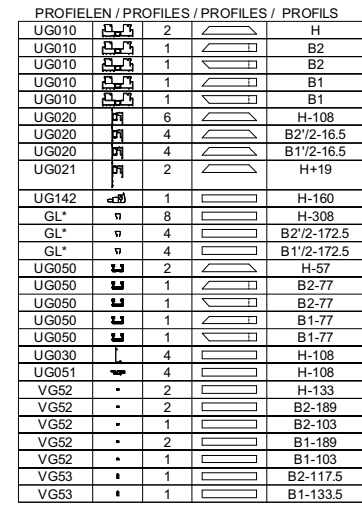 PROFIELEN / PROFILES / PROFILES / PROFILS
UG010 2 H
UG010 1 B2
UG010 1 B2
UG010 1 B1
UG010 1 B1
UG020 6 H-108
UG020 4 B2'/2-16.5
UG020 4 B1'/2-16.5
UG021 2 H+19
UG142 1 H-160
GL* 8 H-308
GL* 4 B2'/2-172.5
GL* 4 B1'/2-172.5
UG050 2 H-57
UG050 1 B2-77
UG050 1 B2-77
UG050 1 B1-77
UG050 1 B1-77
UG030 4 H-108
UG051 4 H-108
VG52 2 H-133
VG52 2 B2-189
VG52 1 B2-103
VG52 2 B1-189
VG52 1 B1-103
VG53 1 B2-117.5
VG53 1 B1-133.5